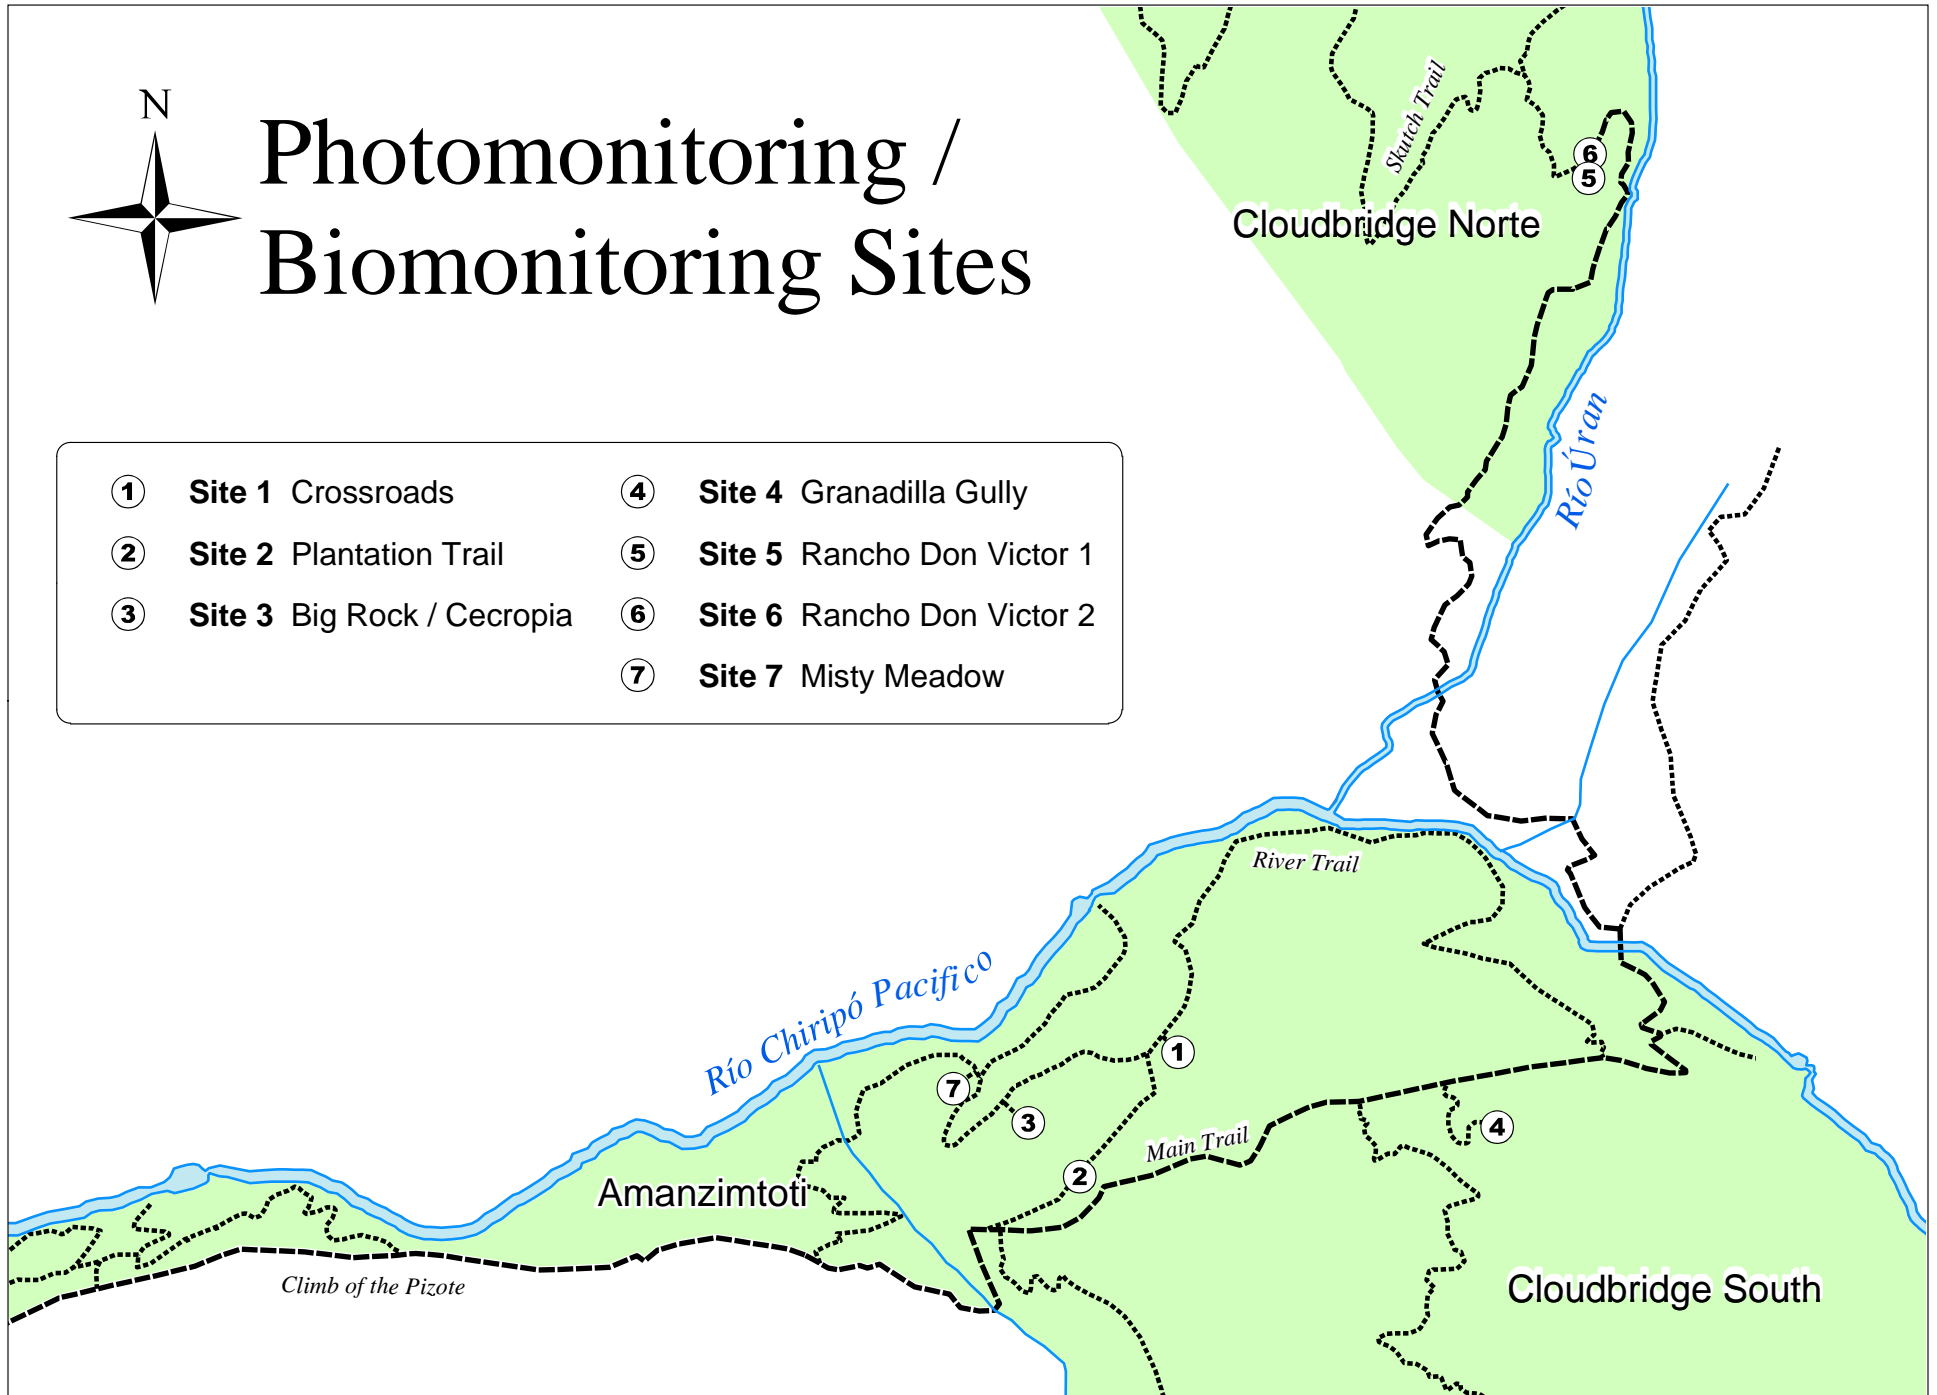 N
Photomonitoring /
Biomonitoring Sites
1 Site 1 Crossroads
2 Site 2 Plantation Trail
3 Site 3 Big Rock / Cecropia
4 Site 4 Granadilla Gully
5 Site 5 Rancho Don Victor 1
6 Site 6 Rancho Don Victor 2
7 Site 7 Misty Meadow
Skutch Trail
6
5
Cloudbridge Norte
Río Úran
River Trail
Río Chiripó Pacifico
1
7
3
4
Main Trail
2
Amanzimtoti
Climb of the Pizote
Cloudbridge South